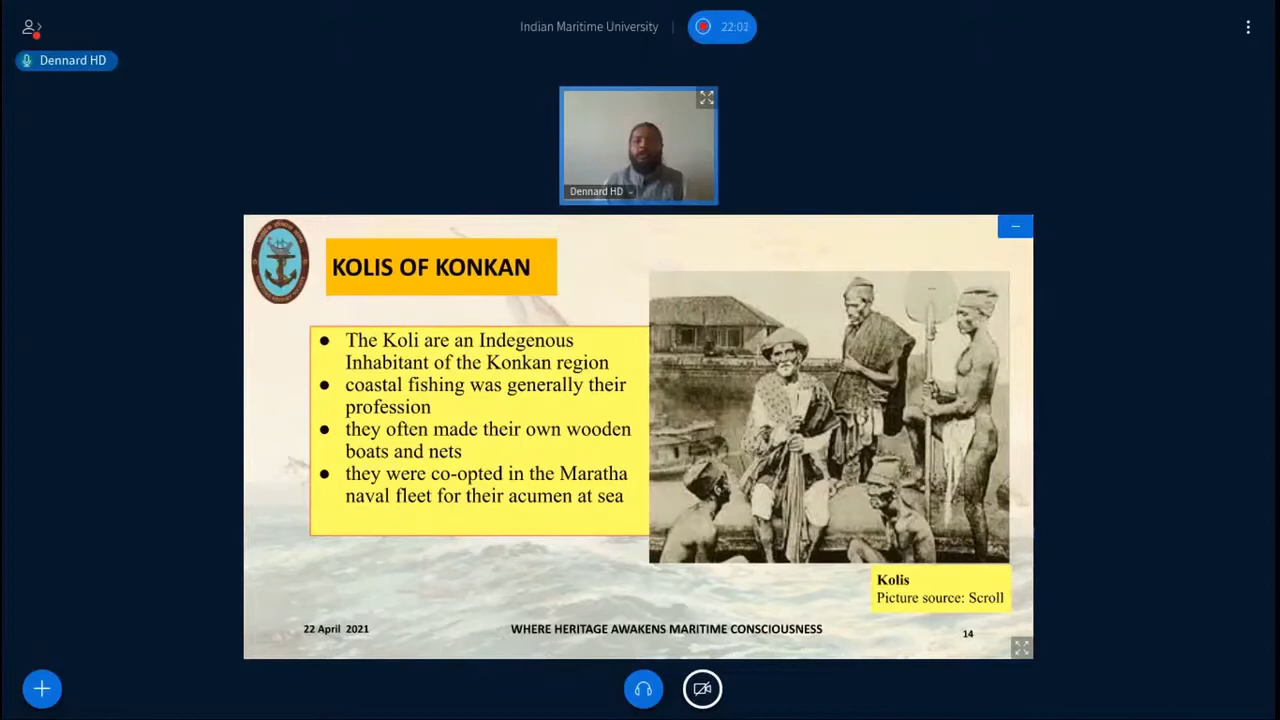 Indian Maritime University
22:02
Dennard HD
Dennard HD
KOLIS OF KONKAN
The Koli are an Indegenous
Inhabitant of the Konkan region
coastal fishing was generally their
profession
they often made their own wooden
boats and nets
they were co-opted in the Maratha
naval fleet for their acumen at sea
Kolis
Picture source: Scroll
22 April 2021
WHERE HERITAGE AWAKENS MARITIME CONSCIOUSNESS
14